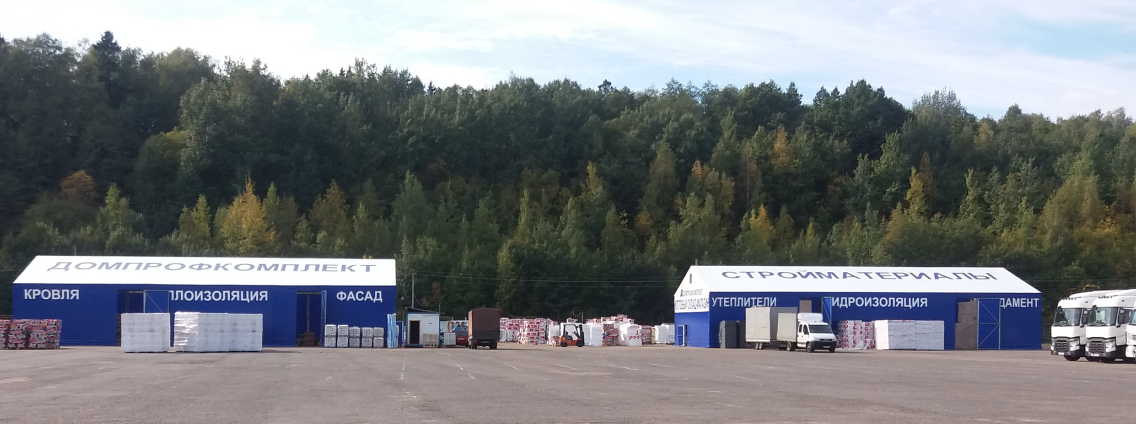 ДОМПРОФКОМПЛЕКТ
КРОВЛЯ ПЛОИЗОЛЯЦИЯ ФАСАД
СТРОЙМАТЕРИАЛЫ
УТЕПЛИТЕЛИ ИДРОИЗОЛЯЦИЯ ДАМЕНТ